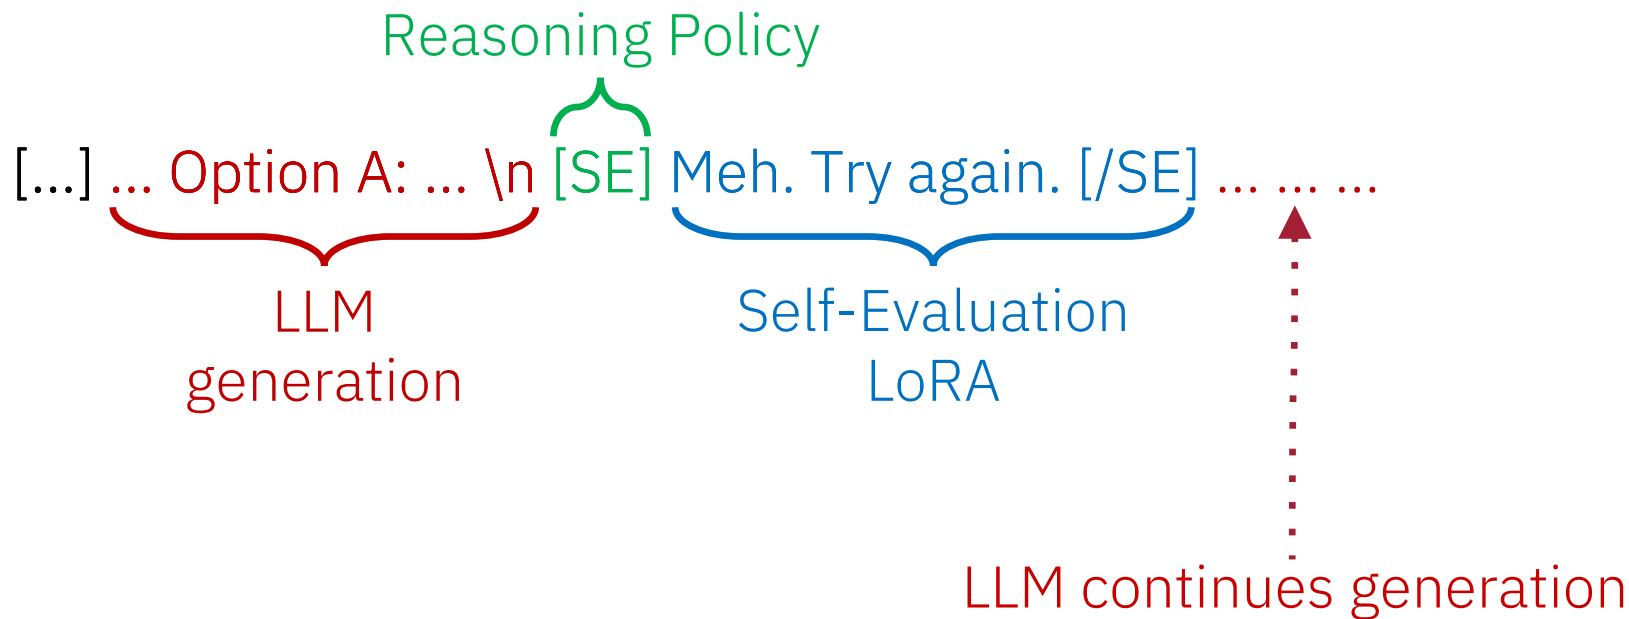 Reasoning Policy
[...] ... Option A: ... \n [SE] Meh. Try again. [/SE] ... ... ...
LLM
generation
Self-Evaluation
LoRA
LLM continues generation